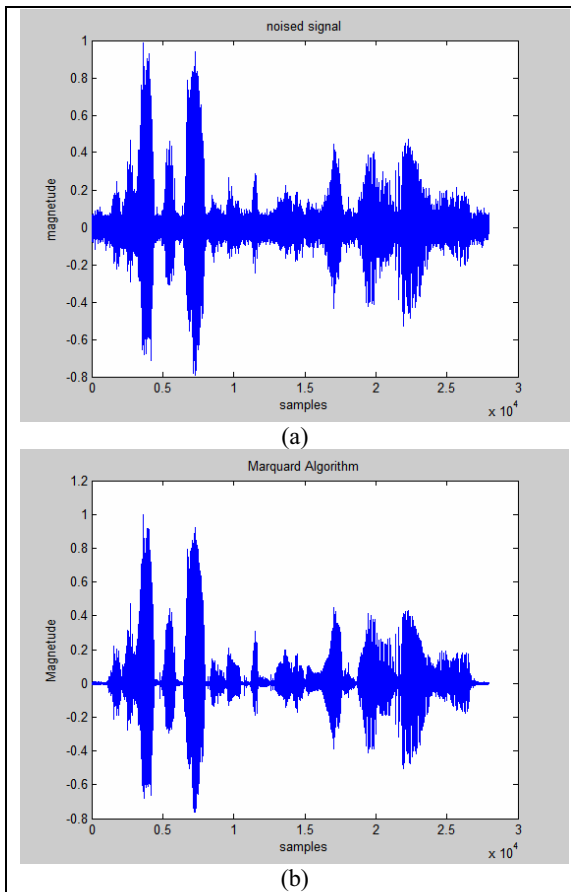 noised signal
1
0.8
0.6
0.4
0.2
0
-0.2
-0.4
-0.6
-0.8
magnetude
0 0.5 1 1.5 2 2.5 3
samples
x 10^4
(a)
Marquard Algorithm
1.2
1
0.8
0.6
0.4
0.2
0
-0.2
-0.4
-0.6
-0.8
Magnetude
0 0.5 1 1.5 2 2.5 3
samples
x 10^4
(b)